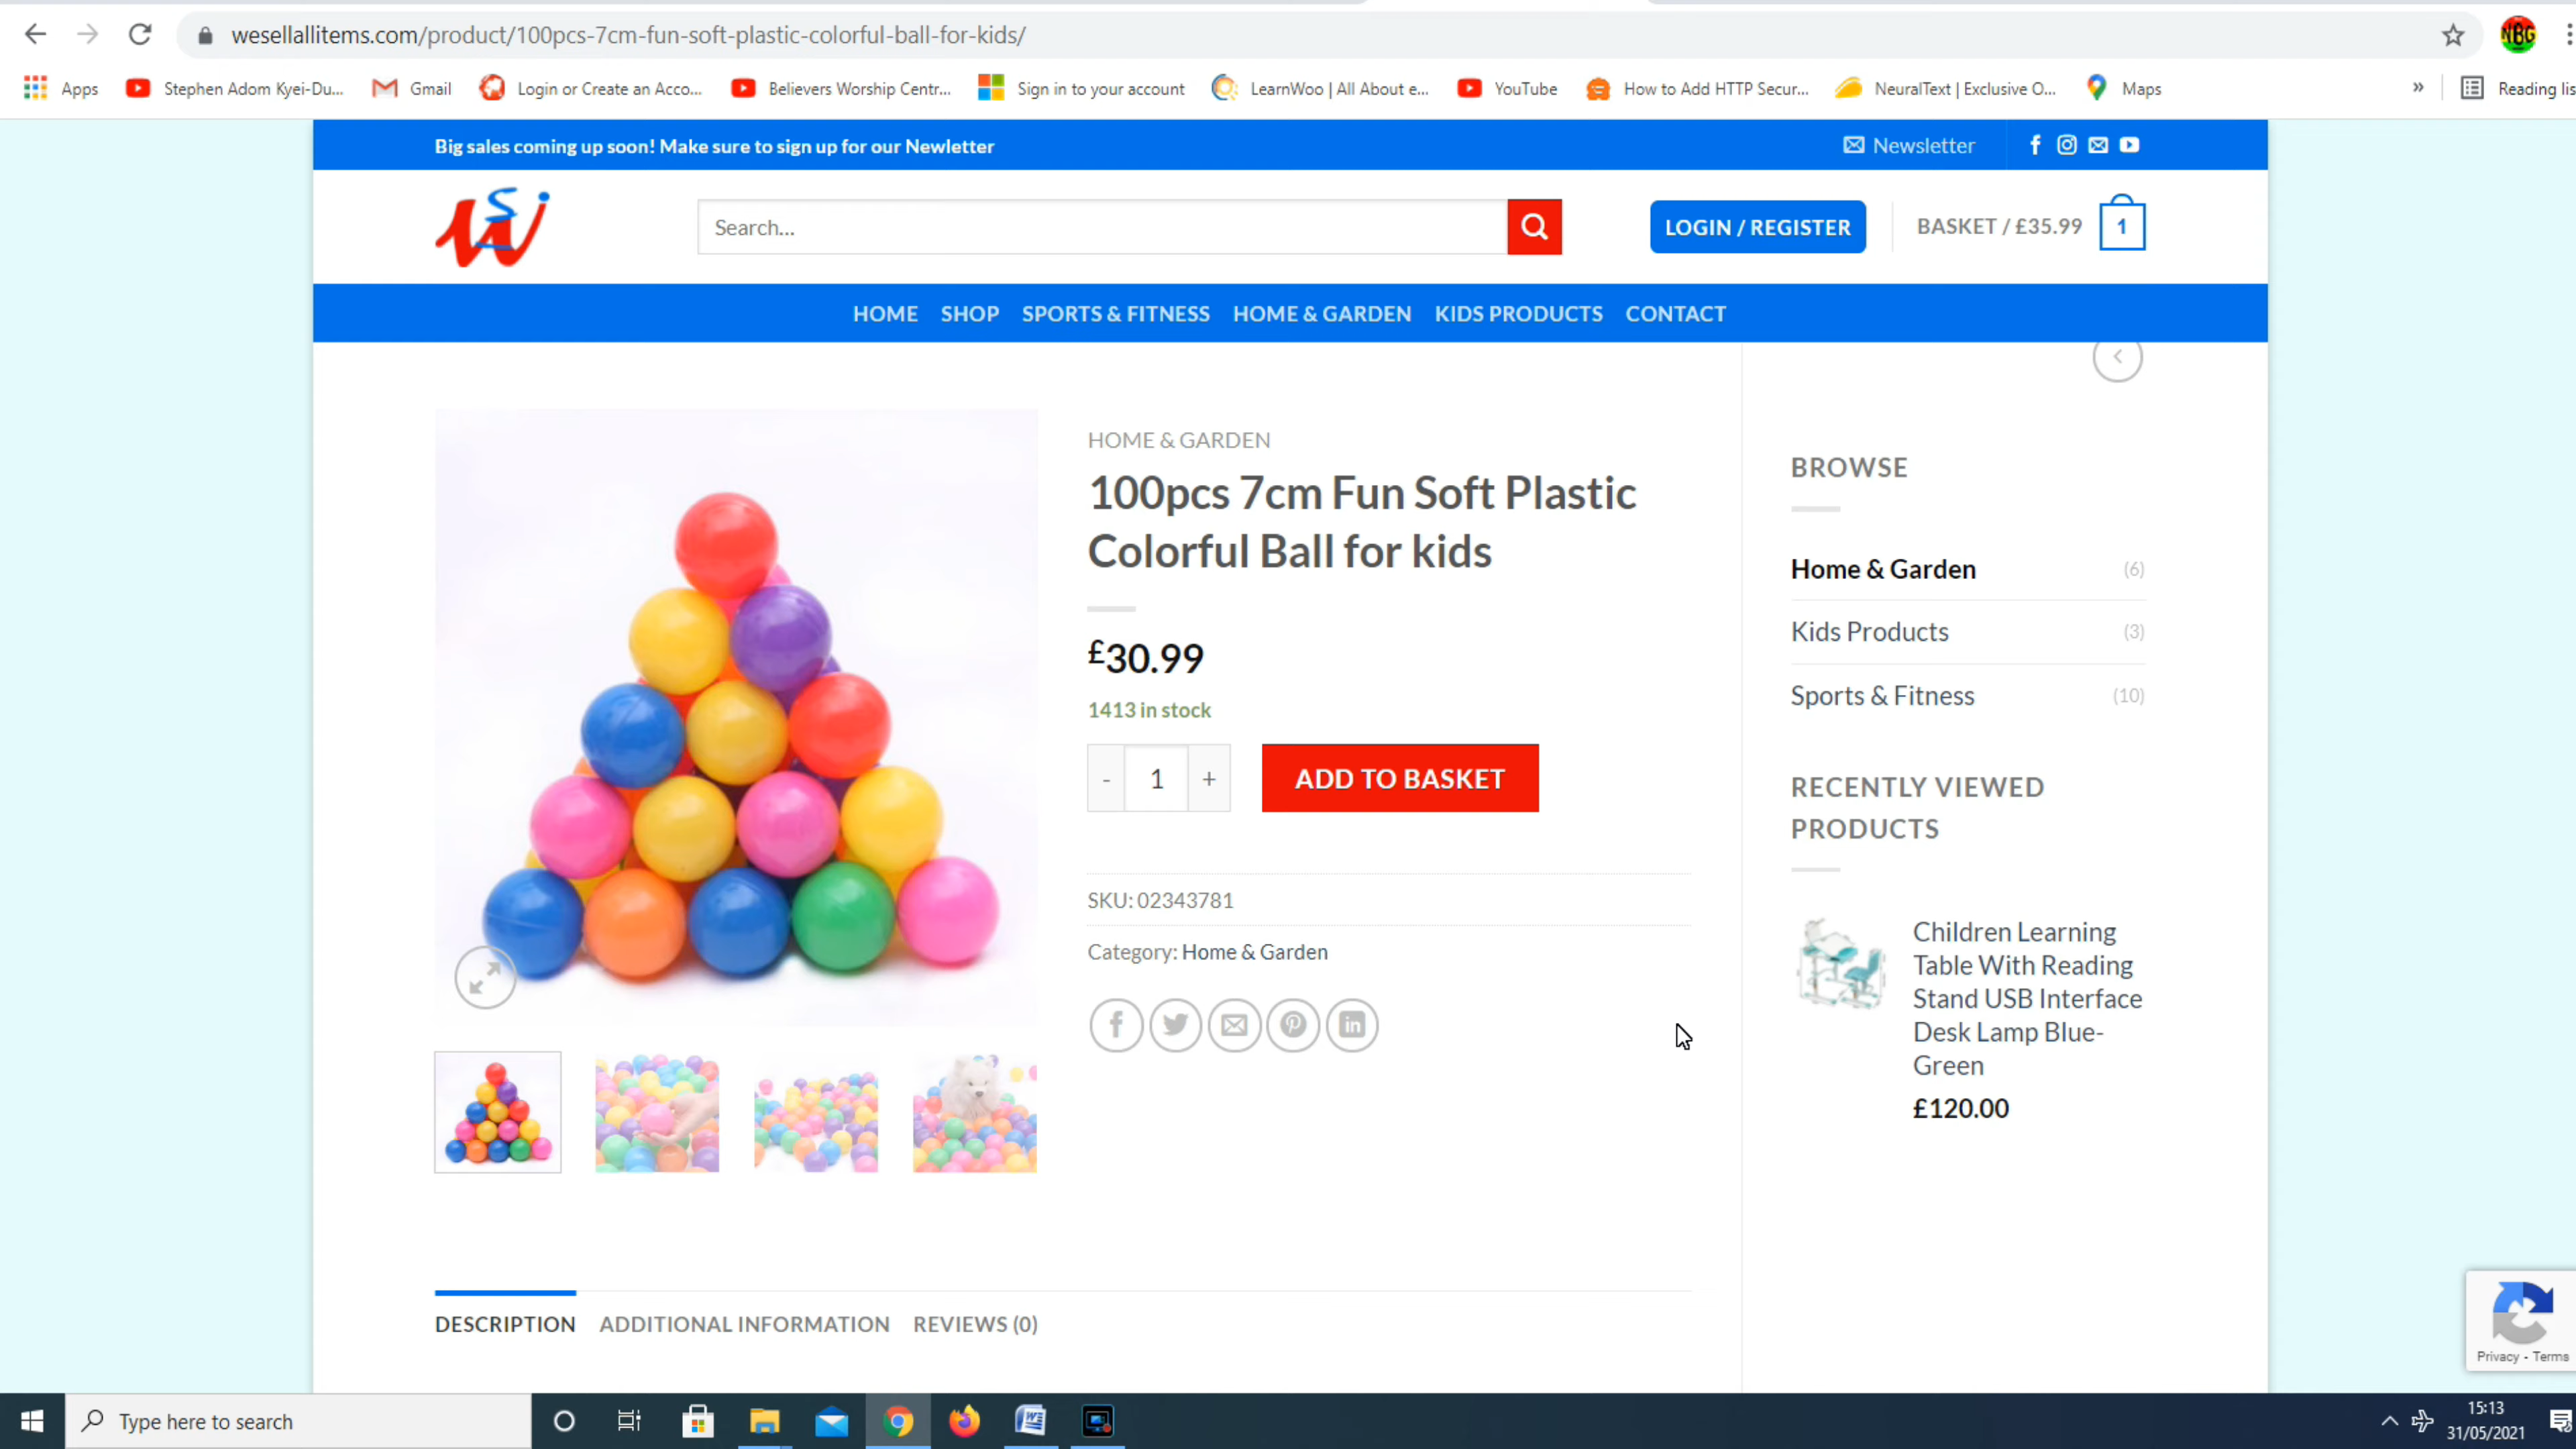 wesellallitems.com/product/100pcs-7cm-fun-soft-plastic-colorful-ball-for-kids/
NBG
Apps
Stephen Adom Kyei-Du...
Gmail
Login or Create an Acco...
Believers Worship Centr...
Sign in to your account
LearnWoo | All About e...
YouTube
How to Add HTTP Secur...
NeuralText | Exclusive O...
Maps
»
Reading lis
Big sales coming up soon! Make sure to sign up for our Newletter
Newsletter
Search...
LOGIN / REGISTER
BASKET / £35.99
1
HOME
SHOP
SPORTS & FITNESS
HOME & GARDEN
KIDS PRODUCTS
CONTACT
HOME & GARDEN
100pcs 7cm Fun Soft Plastic
Colorful Ball for kids
£30.99
1413 in stock
- 1 +
ADD TO BASKET
SKU: 02343781
Category: Home & Garden
BROWSE
Home & Garden (6)
Kids Products (3)
Sports & Fitness (10)
RECENTLY VIEWED
PRODUCTS
Children Learning
Table With Reading
Stand USB Interface
Desk Lamp Blue-
Green
£120.00
DESCRIPTION
ADDITIONAL INFORMATION
REVIEWS (0)
Privacy - Terms
Type here to search
15:13
31/05/2021